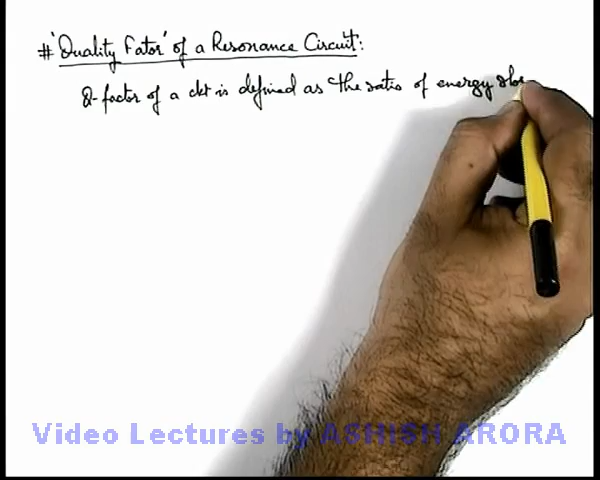 # 'Quality Fator' of a Resonance Circuit:
Q-factor of a ckt is defined as the ratio of energy stor
Video Lectures by ASHISH ARORA